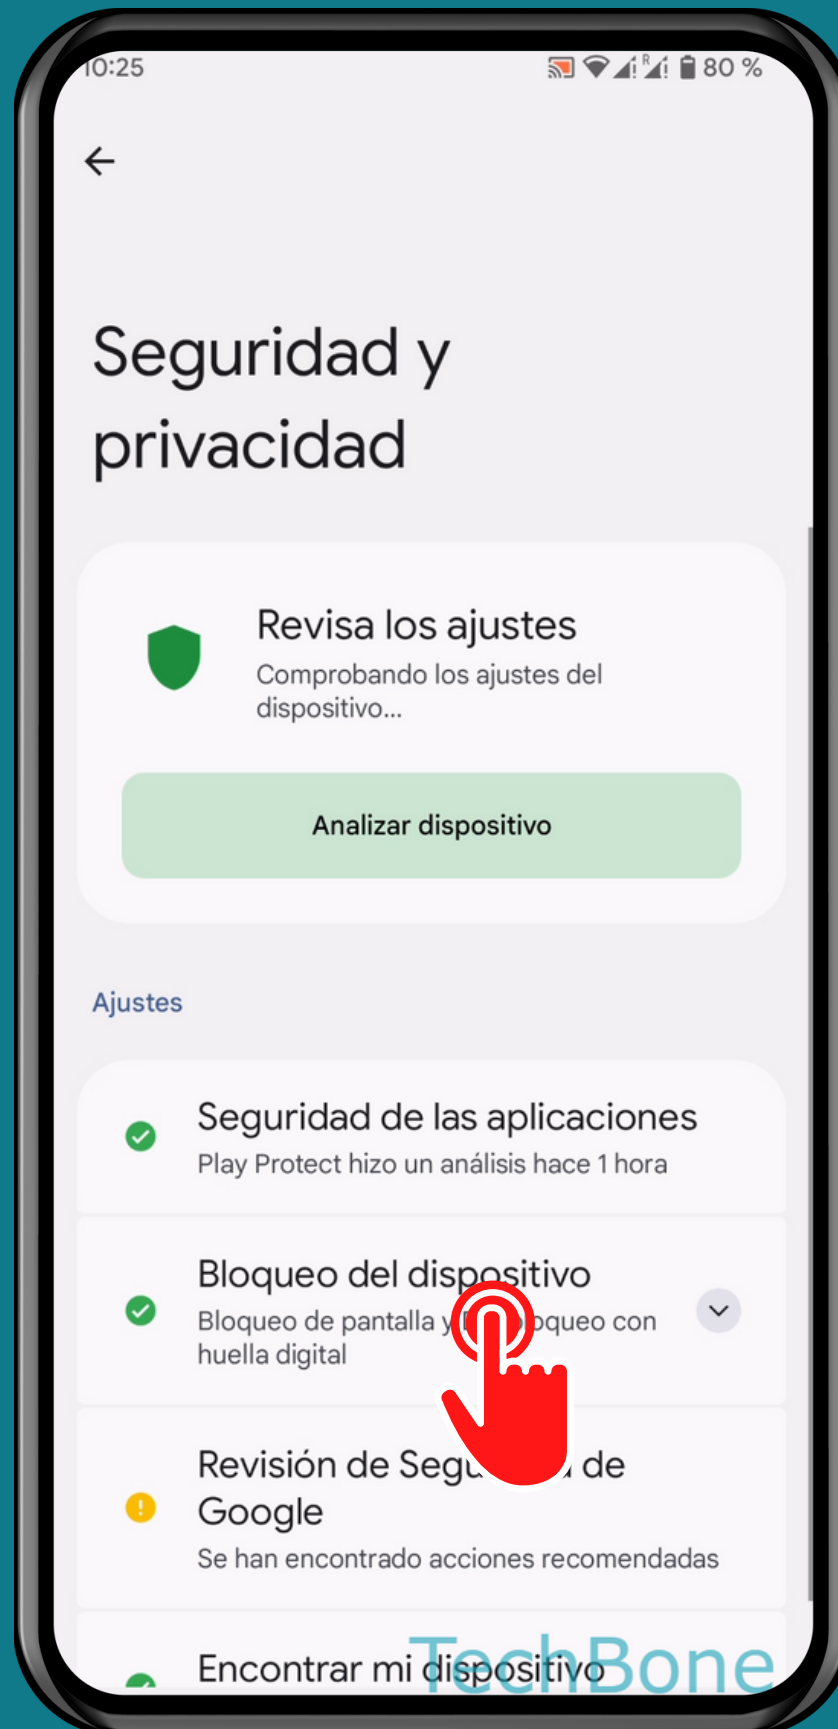 10:25
R
80 %
Seguridad y
privacidad
Revisa los ajustes
Comprobando los ajustes del
dispositivo...
Analizar dispositivo
Ajustes
Seguridad de las aplicaciones
Play Protect hizo un análisis hace 1 hora
Bloqueo del dispositivo
Bloqueo de pantalla y con
huella digital
Revisión de de
Google
Se han encontrado acciones recomendadas
Encontrar mi dispositivo
TechBone